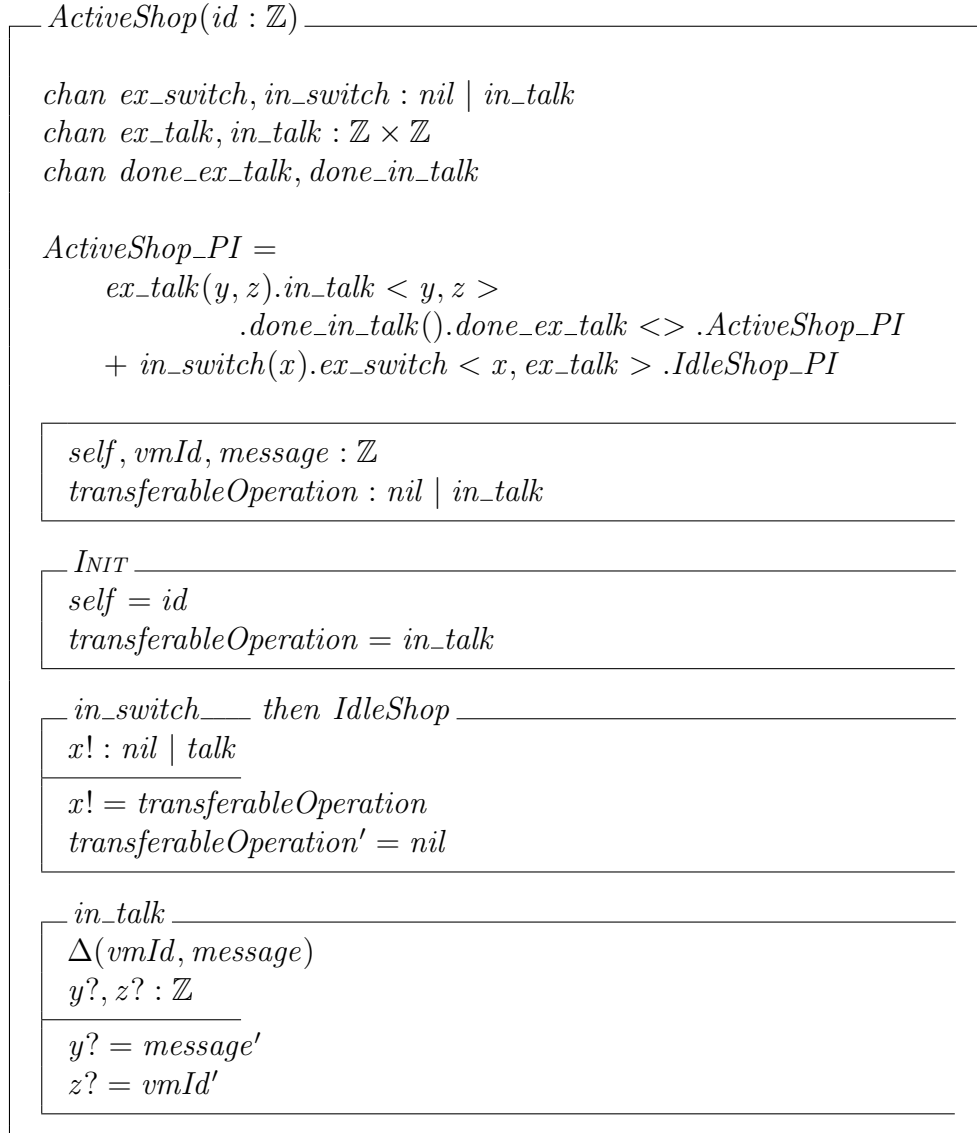 ActiveShop(id : ℤ)
chan ex_switch, in_switch : nil | in_talk
chan ex_talk, in_talk : ℤ × ℤ
chan done_ex_talk, done_in_talk
ActiveShop_PI =
ex_talk(y, z).in_talk < y, z >
.done_in_talk().done_ex_talk <> .ActiveShop_PI
+ in_switch(x).ex_switch < x, ex_talk > .IdleShop_PI
self, vmId, message : ℤ
transferableOperation : nil | in_talk
INIT
self = id
transferableOperation = in_talk
in_switch___ then IdleShop
x! : nil | talk
x! = transferableOperation
transferableOperation′ = nil
in_talk
Δ(vmId, message)
y?, z? : ℤ
y? = message′
z? = vmId′